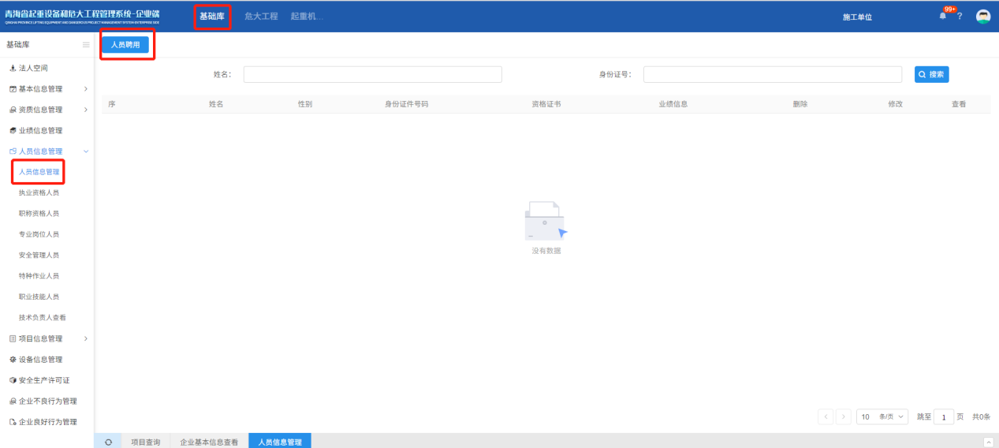 青海省起重设备和危大工程管理系统-企业端
QINGHAI PROVINCE LIFTING EQUIPMENT AND DANGEROUS PROJECT MANAGEMENT SYSTEM-ENTERPRISE SIDE
基础库
危大工程
起重机...
施工单位
99+
?
基础库
人员聘用
法人空间
基本信息管理
资质信息管理
业绩信息管理
人员信息管理
人员信息管理
执业资格人员
职称资格人员
专业岗位人员
安全管理人员
特种作业人员
职业技能人员
技术负责人查看
项目信息管理
设备信息管理
安全生产许可证
企业不良行为管理
企业良好行为管理
姓名：
身份证号：
搜索
序 姓名 性别 身份证件号码 资格证书 业绩信息 删除 修改 查看
没有数据
10 条/页 跳至 1 页 共0条
项目查询 企业基本信息查看 人员信息管理